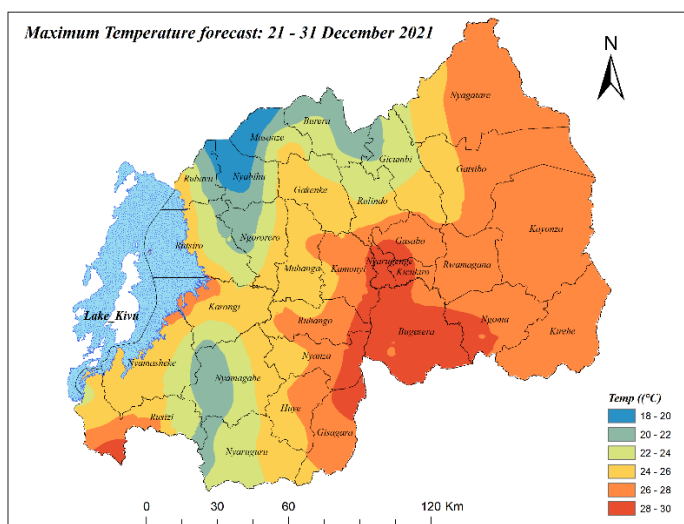 Maximum Temperature forecast: 21 - 31 December 2021
N
Nyagatare
Burera
Musanze
Gicumbi
Rubavu
Nyabihu
Gatsibo
Gakenke
Rulindo
Ngororero
Kayonza
Rutsiro
Gasabo
Nyarugenge
Muhanga
Kamonyi
Kicukiro
Rwamagana
Karongi
Lake_Kivu
Ruhango
Bugesera
Ngoma
Kirehe
Nyamasheke
Nyanza
Nyamagabe
Huye
Rusizi
Gisagara
Nyaruguru
Temp ((°C)
18 - 20
20 - 22
22 - 24
24 - 26
26 - 28
28 - 30
0 30 60 120 Km